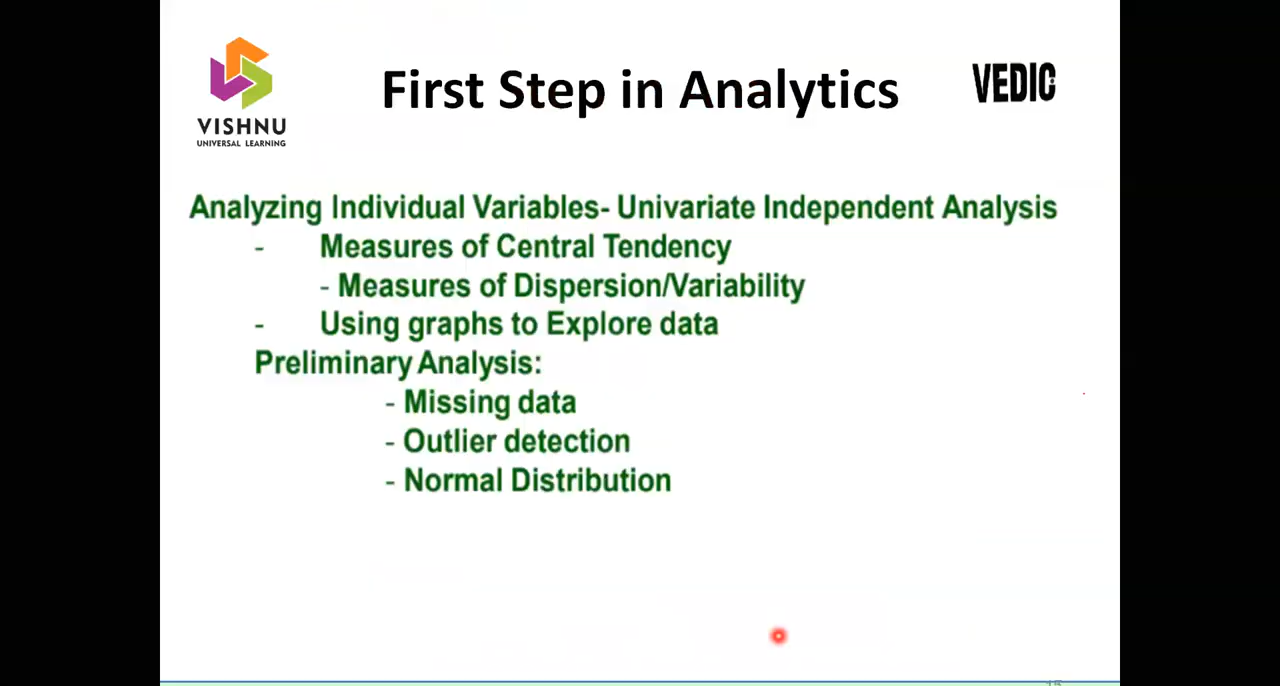 First Step in Analytics
VEDIC
VISHNU
UNIVERSAL LEARNING
Analyzing Individual Variables- Univariate Independent Analysis
- Measures of Central Tendency
- Measures of Dispersion/Variability
- Using graphs to Explore data
Preliminary Analysis:
- Missing data
- Outlier detection
- Normal Distribution